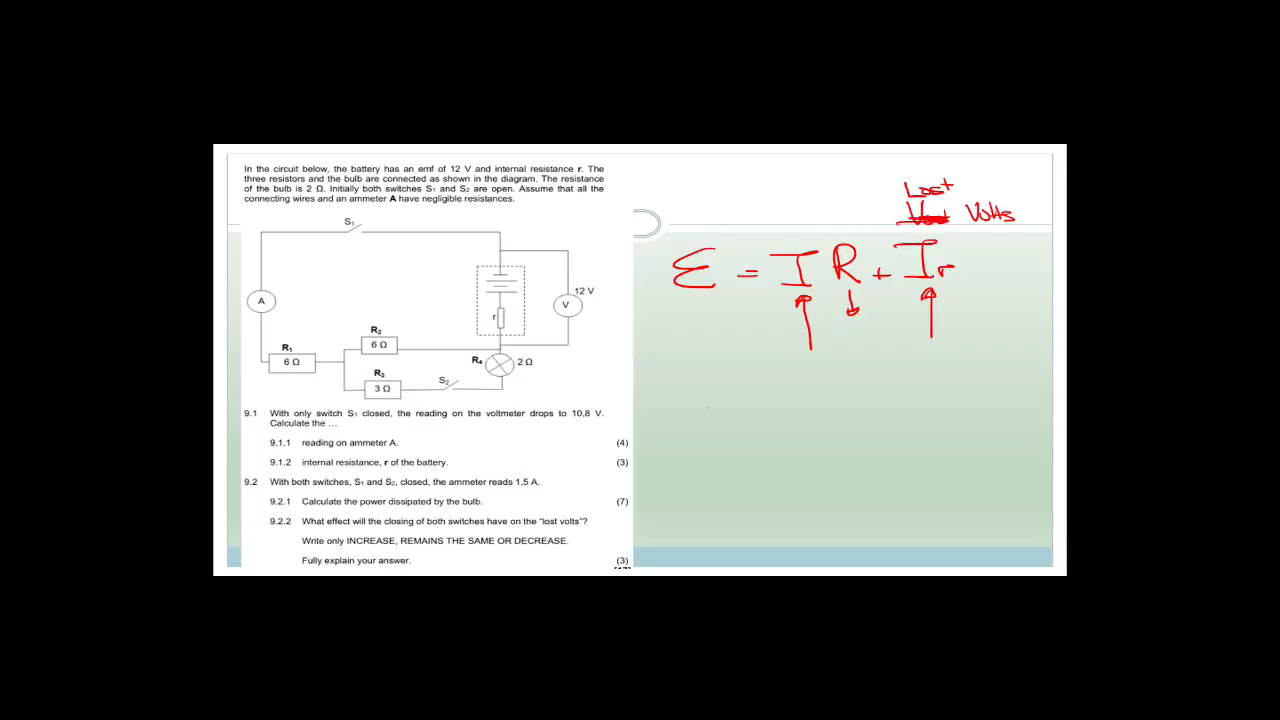 In the circuit below, the battery has an emf of 12 V and internal resistance r. The
three resistors and the bulb are connected as shown in the diagram. The resistance
of the bulb is 2 Ω. Initially both switches S₁ and S₂ are open. Assume that all the
connecting wires and an ammeter A have negligible resistances.
S₁
A
12 V
V
r
R₁
6 Ω
R₂
6 Ω
R₃
3 Ω
S₂
R₄
2 Ω
9.1 With only switch S₁ closed, the reading on the voltmeter drops to 10,8 V.
Calculate the …
9.1.1 reading on ammeter A. (4)
9.1.2 internal resistance, r of the battery. (3)
9.2 With both switches, S₁ and S₂, closed, the ammeter reads 1,5 A.
9.2.1 Calculate the power dissipated by the bulb. (7)
9.2.2 What effect will the closing of both switches have on the “lost volts”?
Write only INCREASE, REMAINS THE SAME OR DECREASE.
Fully explain your answer. (3)
Lost
Volts
Ɛ = IR + Ir